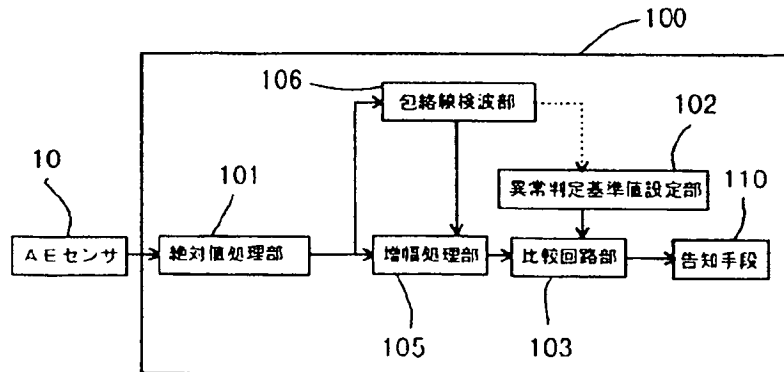 100
106
包絡線検波部
102
10
101
異常判定基準値設定部
110
AEセンサ
絶対値処理部
増幅処理部
比較回路部
告知手段
105
103